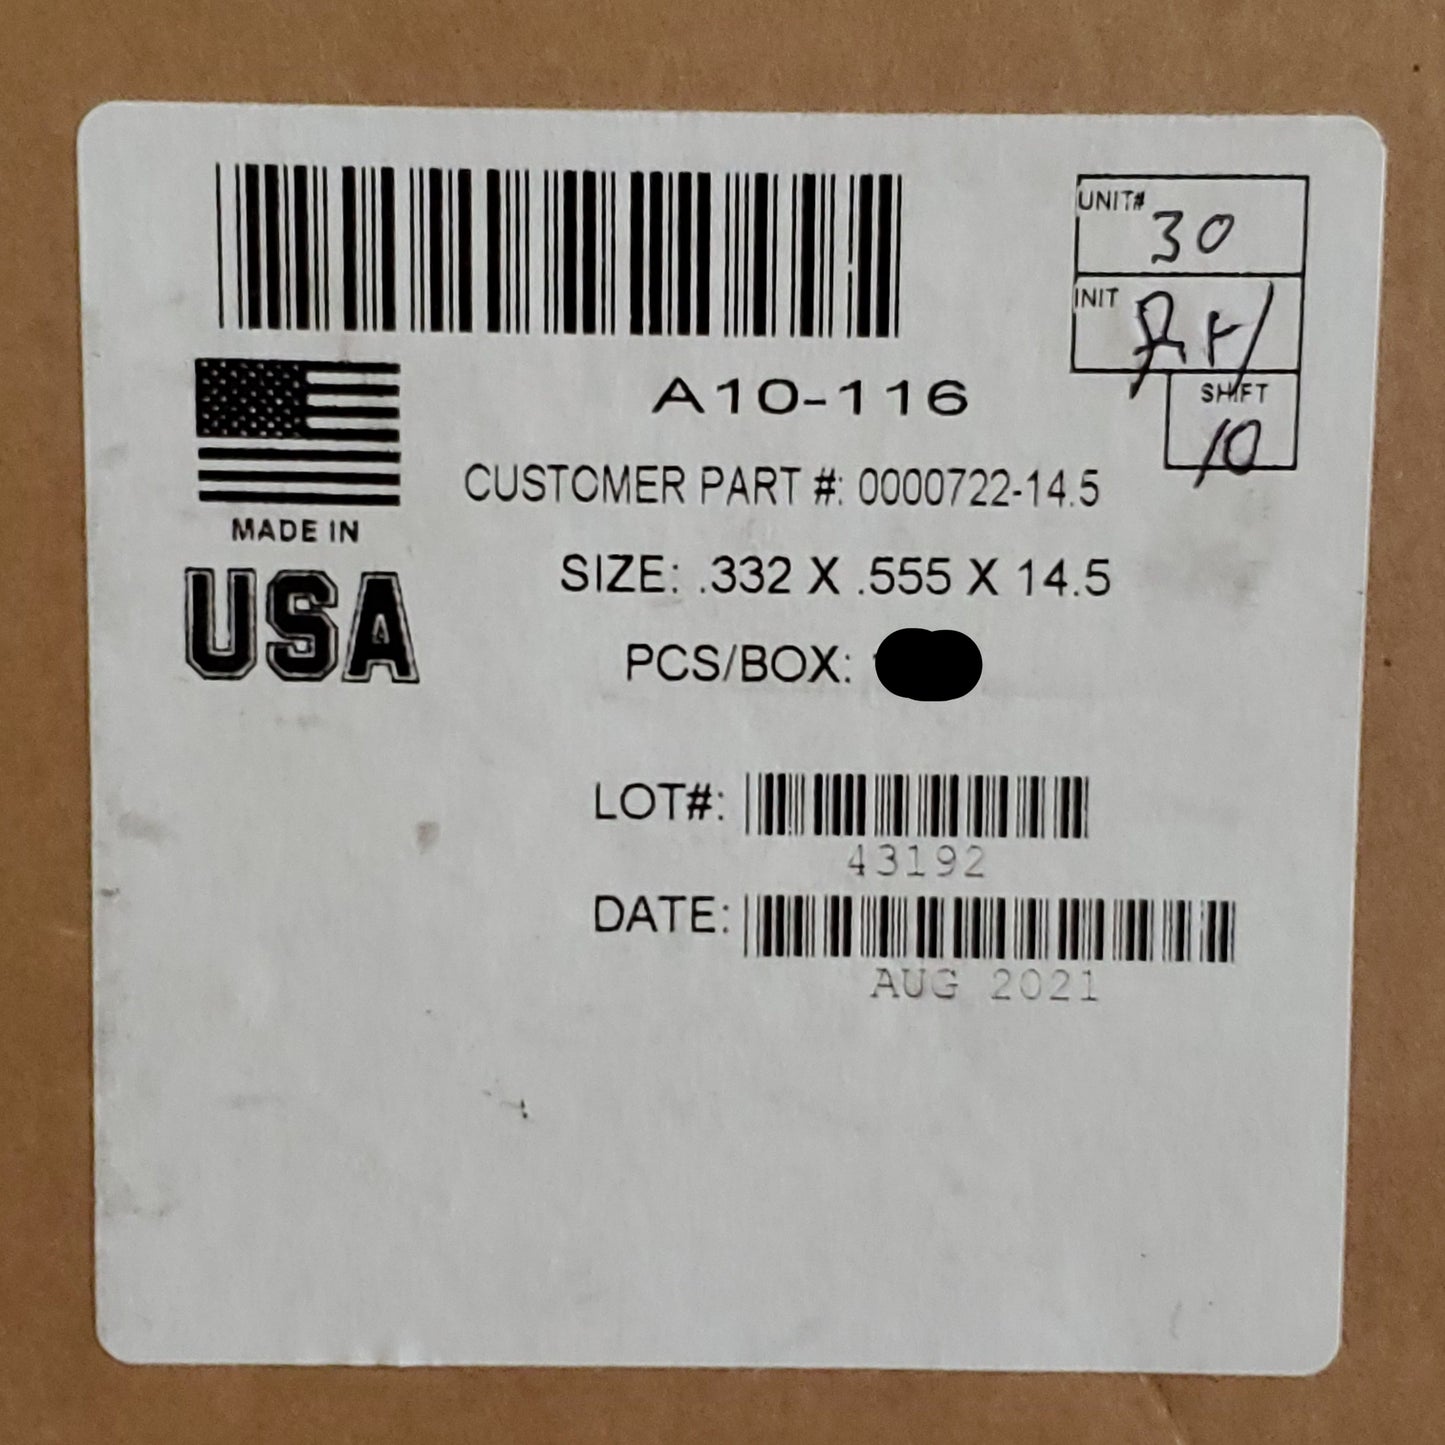 UNIT# 30
INIT
A10-116
SHIFT
10
CUSTOMER PART #: 0000722-14.5
MADE IN
USA
SIZE: .332 X .555 X 14.5
PCS/BOX:
LOT#:
43192
DATE:
AUG 2021